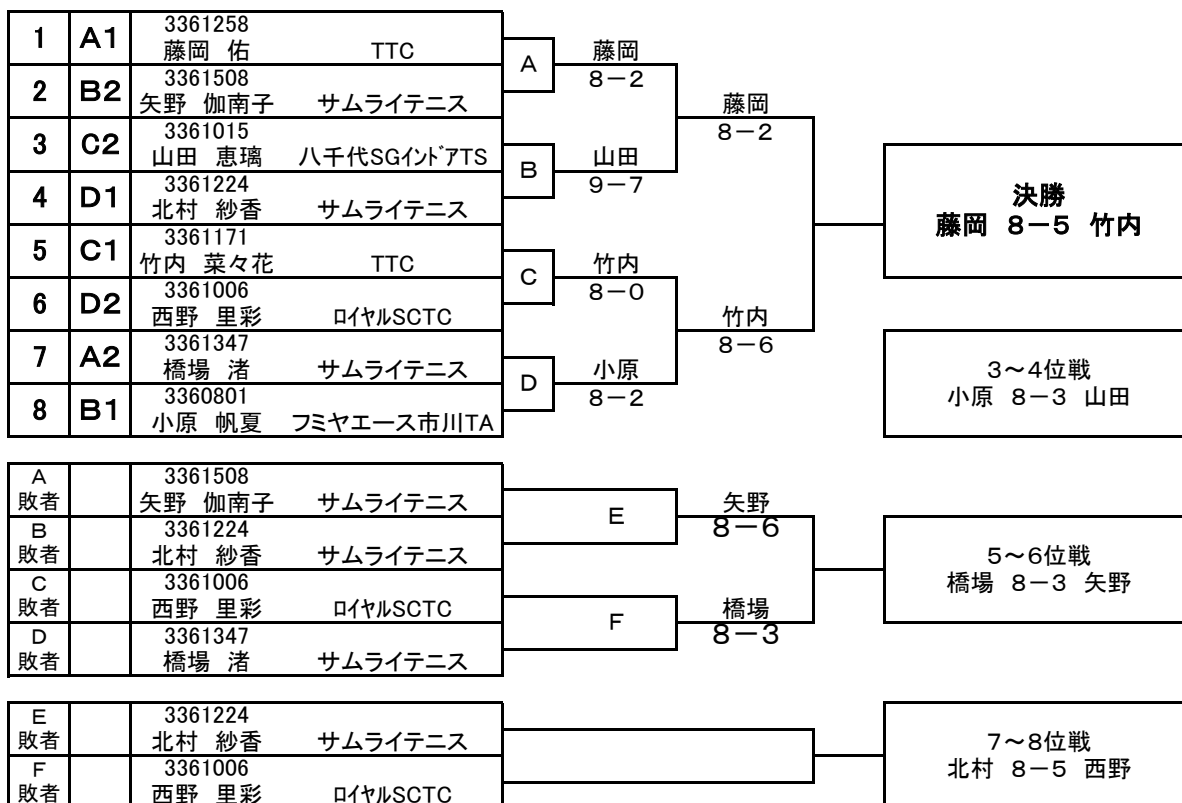 1 A1 3361258
藤岡 佑 TTC
2 B2 3361508
矢野 伽南子 サムライテニス
3 C2 3361015
山田 恵璃 八千代SGインドアTS
4 D1 3361224
北村 紗香 サムライテニス
5 C1 3361171
竹内 菜々花 TTC
6 D2 3361006
西野 里彩 ロイヤルSCTC
7 A2 3361347
橋場 渚 サムライテニス
8 B1 3360801
小原 帆夏 フミヤエース市川TA
A 藤岡
8-2
B 山田
9-7
C 竹内
8-0
D 小原
8-2
藤岡
8-2
竹内
8-6
決勝
藤岡 8-5 竹内
3～4位戦
小原 8-3 山田
A 敗者 3361508
矢野 伽南子 サムライテニス
B 敗者 3361224
北村 紗香 サムライテニス
C 敗者 3361006
西野 里彩 ロイヤルSCTC
D 敗者 3361347
橋場 渚 サムライテニス
E 矢野
8-6
F 橋場
8-3
5～6位戦
橋場 8-3 矢野
E 敗者 3361224
北村 紗香 サムライテニス
F 敗者 3361006
西野 里彩 ロイヤルSCTC
7～8位戦
北村 8-5 西野